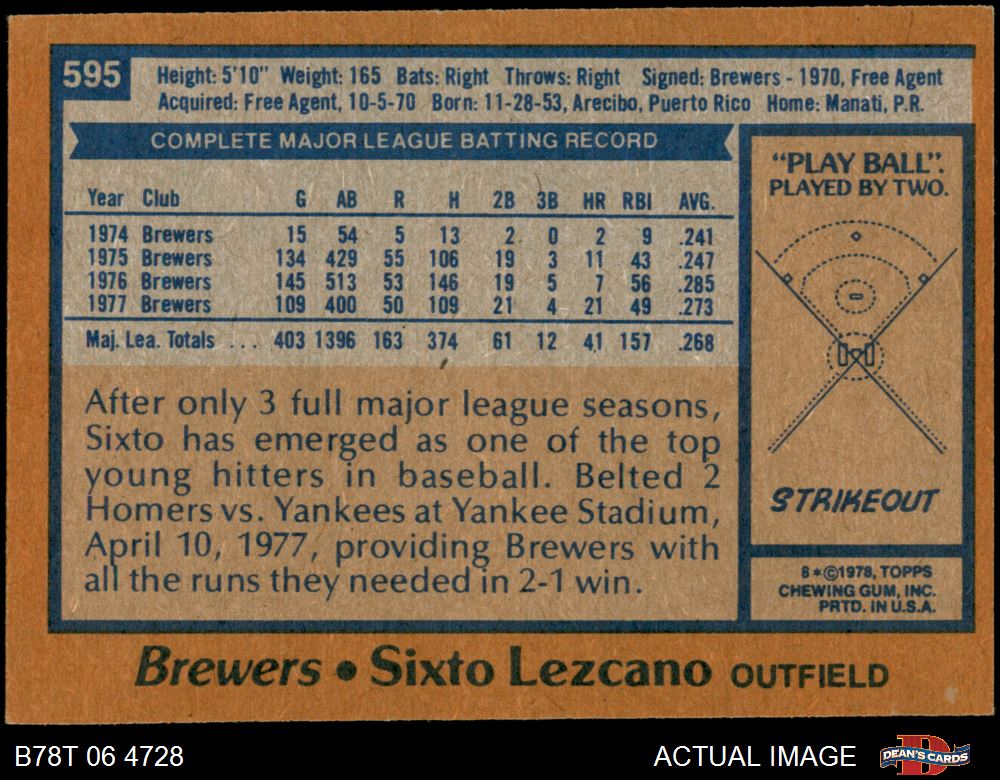 595
Height: 5'10" Weight: 165 Bats: Right Throws: Right Signed: Brewers - 1970, Free Agent
Acquired: Free Agent, 10-5-70 Born: 11-28-53, Arecibo, Puerto Rico Home: Manati, P.R.
COMPLETE MAJOR LEAGUE BATTING RECORD
Year Club G AB R H 2B 3B HR RBI AVG.
1974 Brewers 15 54 5 13 2 0 2 9 .241
1975 Brewers 134 429 55 106 19 3 11 43 .247
1976 Brewers 145 513 53 146 19 5 7 56 .285
1977 Brewers 109 400 50 109 21 4 21 49 .273
Maj. Lea. Totals ... 403 1396 163 374 61 12 41 157 .268
After only 3 full major league seasons,
Sixto has emerged as one of the top
young hitters in baseball. Belted 2
Homers vs. Yankees at Yankee Stadium,
April 10, 1977, providing Brewers with
all the runs they needed in 2-1 win.
"PLAY BALL".
PLAYED BY TWO.
STRIKEOUT
8*©1978, TOPPS
CHEWING GUM, INC.
PRTD. IN U.S.A.
Brewers • Sixto Lezcano OUTFIELD
B78T 06 4728
ACTUAL IMAGE
DEAN'S CARDS